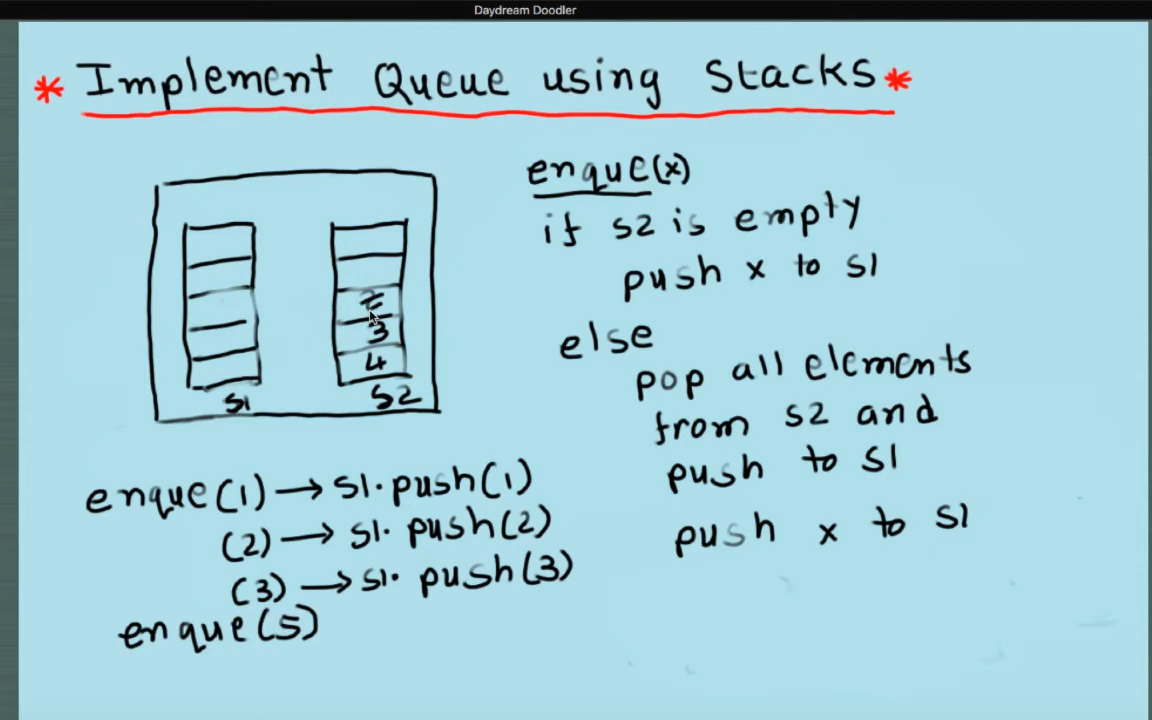 Daydream Doodler
* Implement Queue using Stacks *
enque(x)
if s2 is empty
push x to s1
else
pop all elements
from s2 and
push to s1
push x to s1
3
4
s1
s2
enque(1) → s1.push(1)
(2) → s1.push(2)
(3) → s1.push(3)
enque(5)